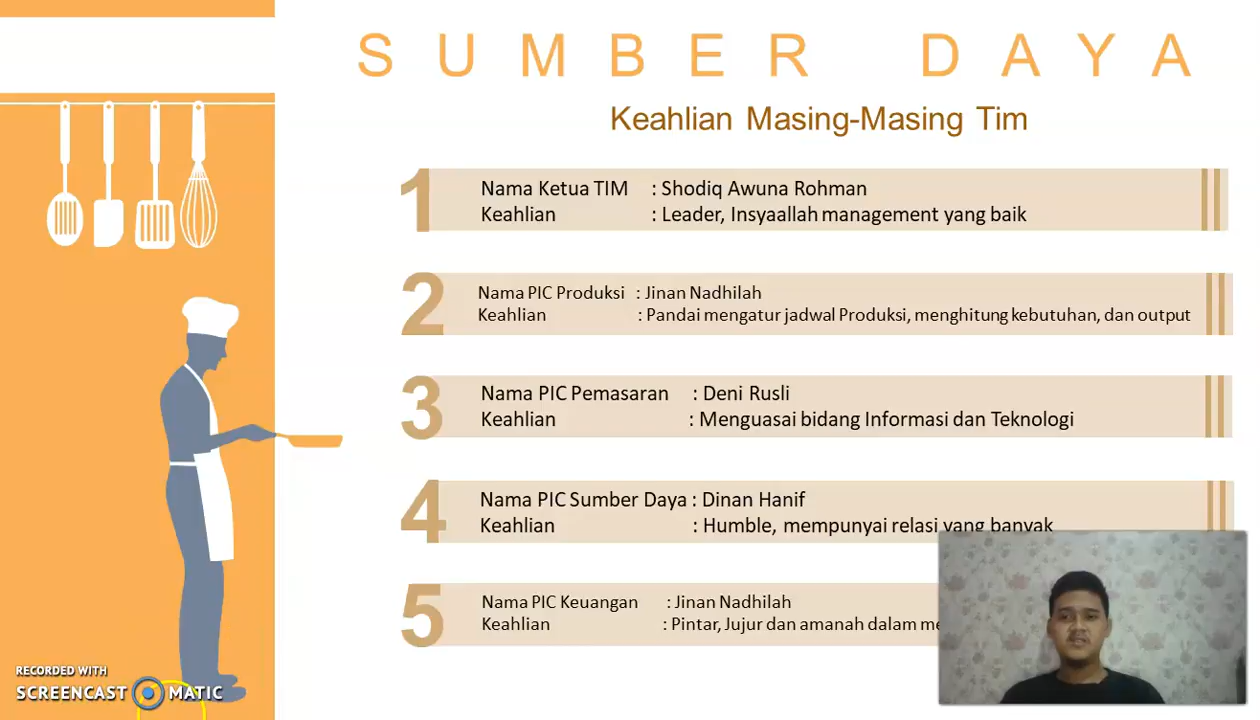 SUMBER DAYA
Keahlian Masing-Masing Tim
1
Nama Ketua TIM : Shodiq Awuna Rohman
Keahlian : Leader, Insyaallah management yang baik
2
Nama PIC Produksi : Jinan Nadhilah
Keahlian : Pandai mengatur jadwal Produksi, menghitung kebutuhan, dan output
3
Nama PIC Pemasaran : Deni Rusli
Keahlian : Menguasai bidang Informasi dan Teknologi
4
Nama PIC Sumber Daya : Dinan Hanif
Keahlian : Humble, mempunyai relasi yang banyak
5
Nama PIC Keuangan : Jinan Nadhilah
Keahlian : Pintar, Jujur dan amanah dalam
RECORDED WITH
SCREENCAST MATIC